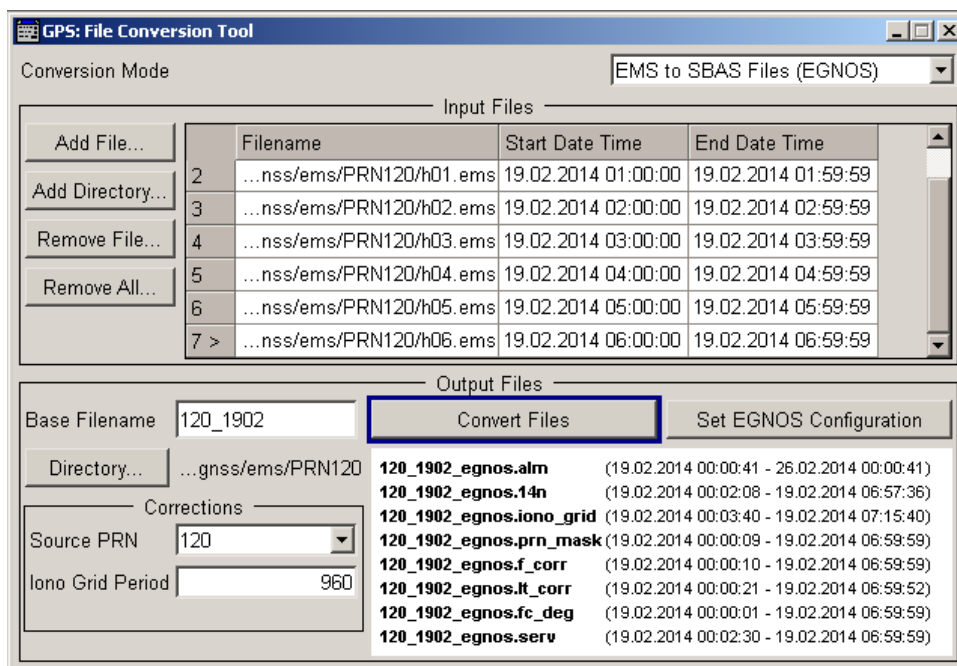 GPS: File Conversion Tool
Conversion Mode EMS to SBAS Files (EGNOS)
Input Files
Add File...
Add Directory...
Remove File...
Remove All...
Filename Start Date Time End Date Time
2 ...nss/ems/PRN120/h01.ems 19.02.2014 01:00:00 19.02.2014 01:59:59
3 ...nss/ems/PRN120/h02.ems 19.02.2014 02:00:00 19.02.2014 02:59:59
4 ...nss/ems/PRN120/h03.ems 19.02.2014 03:00:00 19.02.2014 03:59:59
5 ...nss/ems/PRN120/h04.ems 19.02.2014 04:00:00 19.02.2014 04:59:59
6 ...nss/ems/PRN120/h05.ems 19.02.2014 05:00:00 19.02.2014 05:59:59
7 > ...nss/ems/PRN120/h06.ems 19.02.2014 06:00:00 19.02.2014 06:59:59
Output Files
Base Filename 120_1902 Convert Files Set EGNOS Configuration
Directory... ...gnss/ems/PRN120
Corrections
Source PRN 120
Iono Grid Period 960
120_1902_egnos.alm (19.02.2014 00:00:41 - 26.02.2014 00:00:41)
120_1902_egnos.14n (19.02.2014 00:02:08 - 19.02.2014 06:57:36)
120_1902_egnos.iono_grid (19.02.2014 00:03:40 - 19.02.2014 07:15:40)
120_1902_egnos.prn_mask (19.02.2014 00:00:09 - 19.02.2014 06:59:59)
120_1902_egnos.f_corr (19.02.2014 00:00:10 - 19.02.2014 06:59:59)
120_1902_egnos.lt_corr (19.02.2014 00:00:21 - 19.02.2014 06:59:52)
120_1902_egnos.fc_deg (19.02.2014 00:00:01 - 19.02.2014 06:59:59)
120_1902_egnos.serv (19.02.2014 00:02:30 - 19.02.2014 06:59:59)